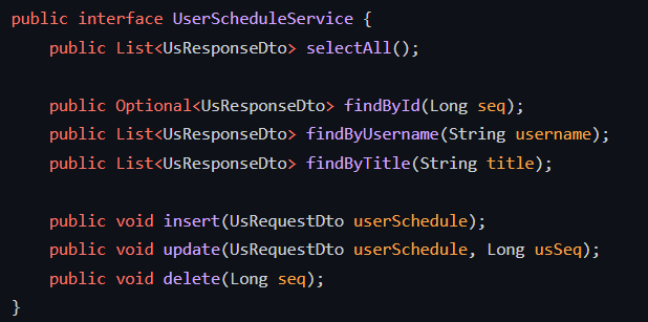 public interface UserScheduleService {
public List<UsResponseDto> selectAll();
public Optional<UsResponseDto> findById(Long seq);
public List<UsResponseDto> findByUsername(String username);
public List<UsResponseDto> findByTitle(String title);
public void insert(UsRequestDto userSchedule);
public void update(UsRequestDto userSchedule, Long usSeq);
public void delete(Long seq);
}